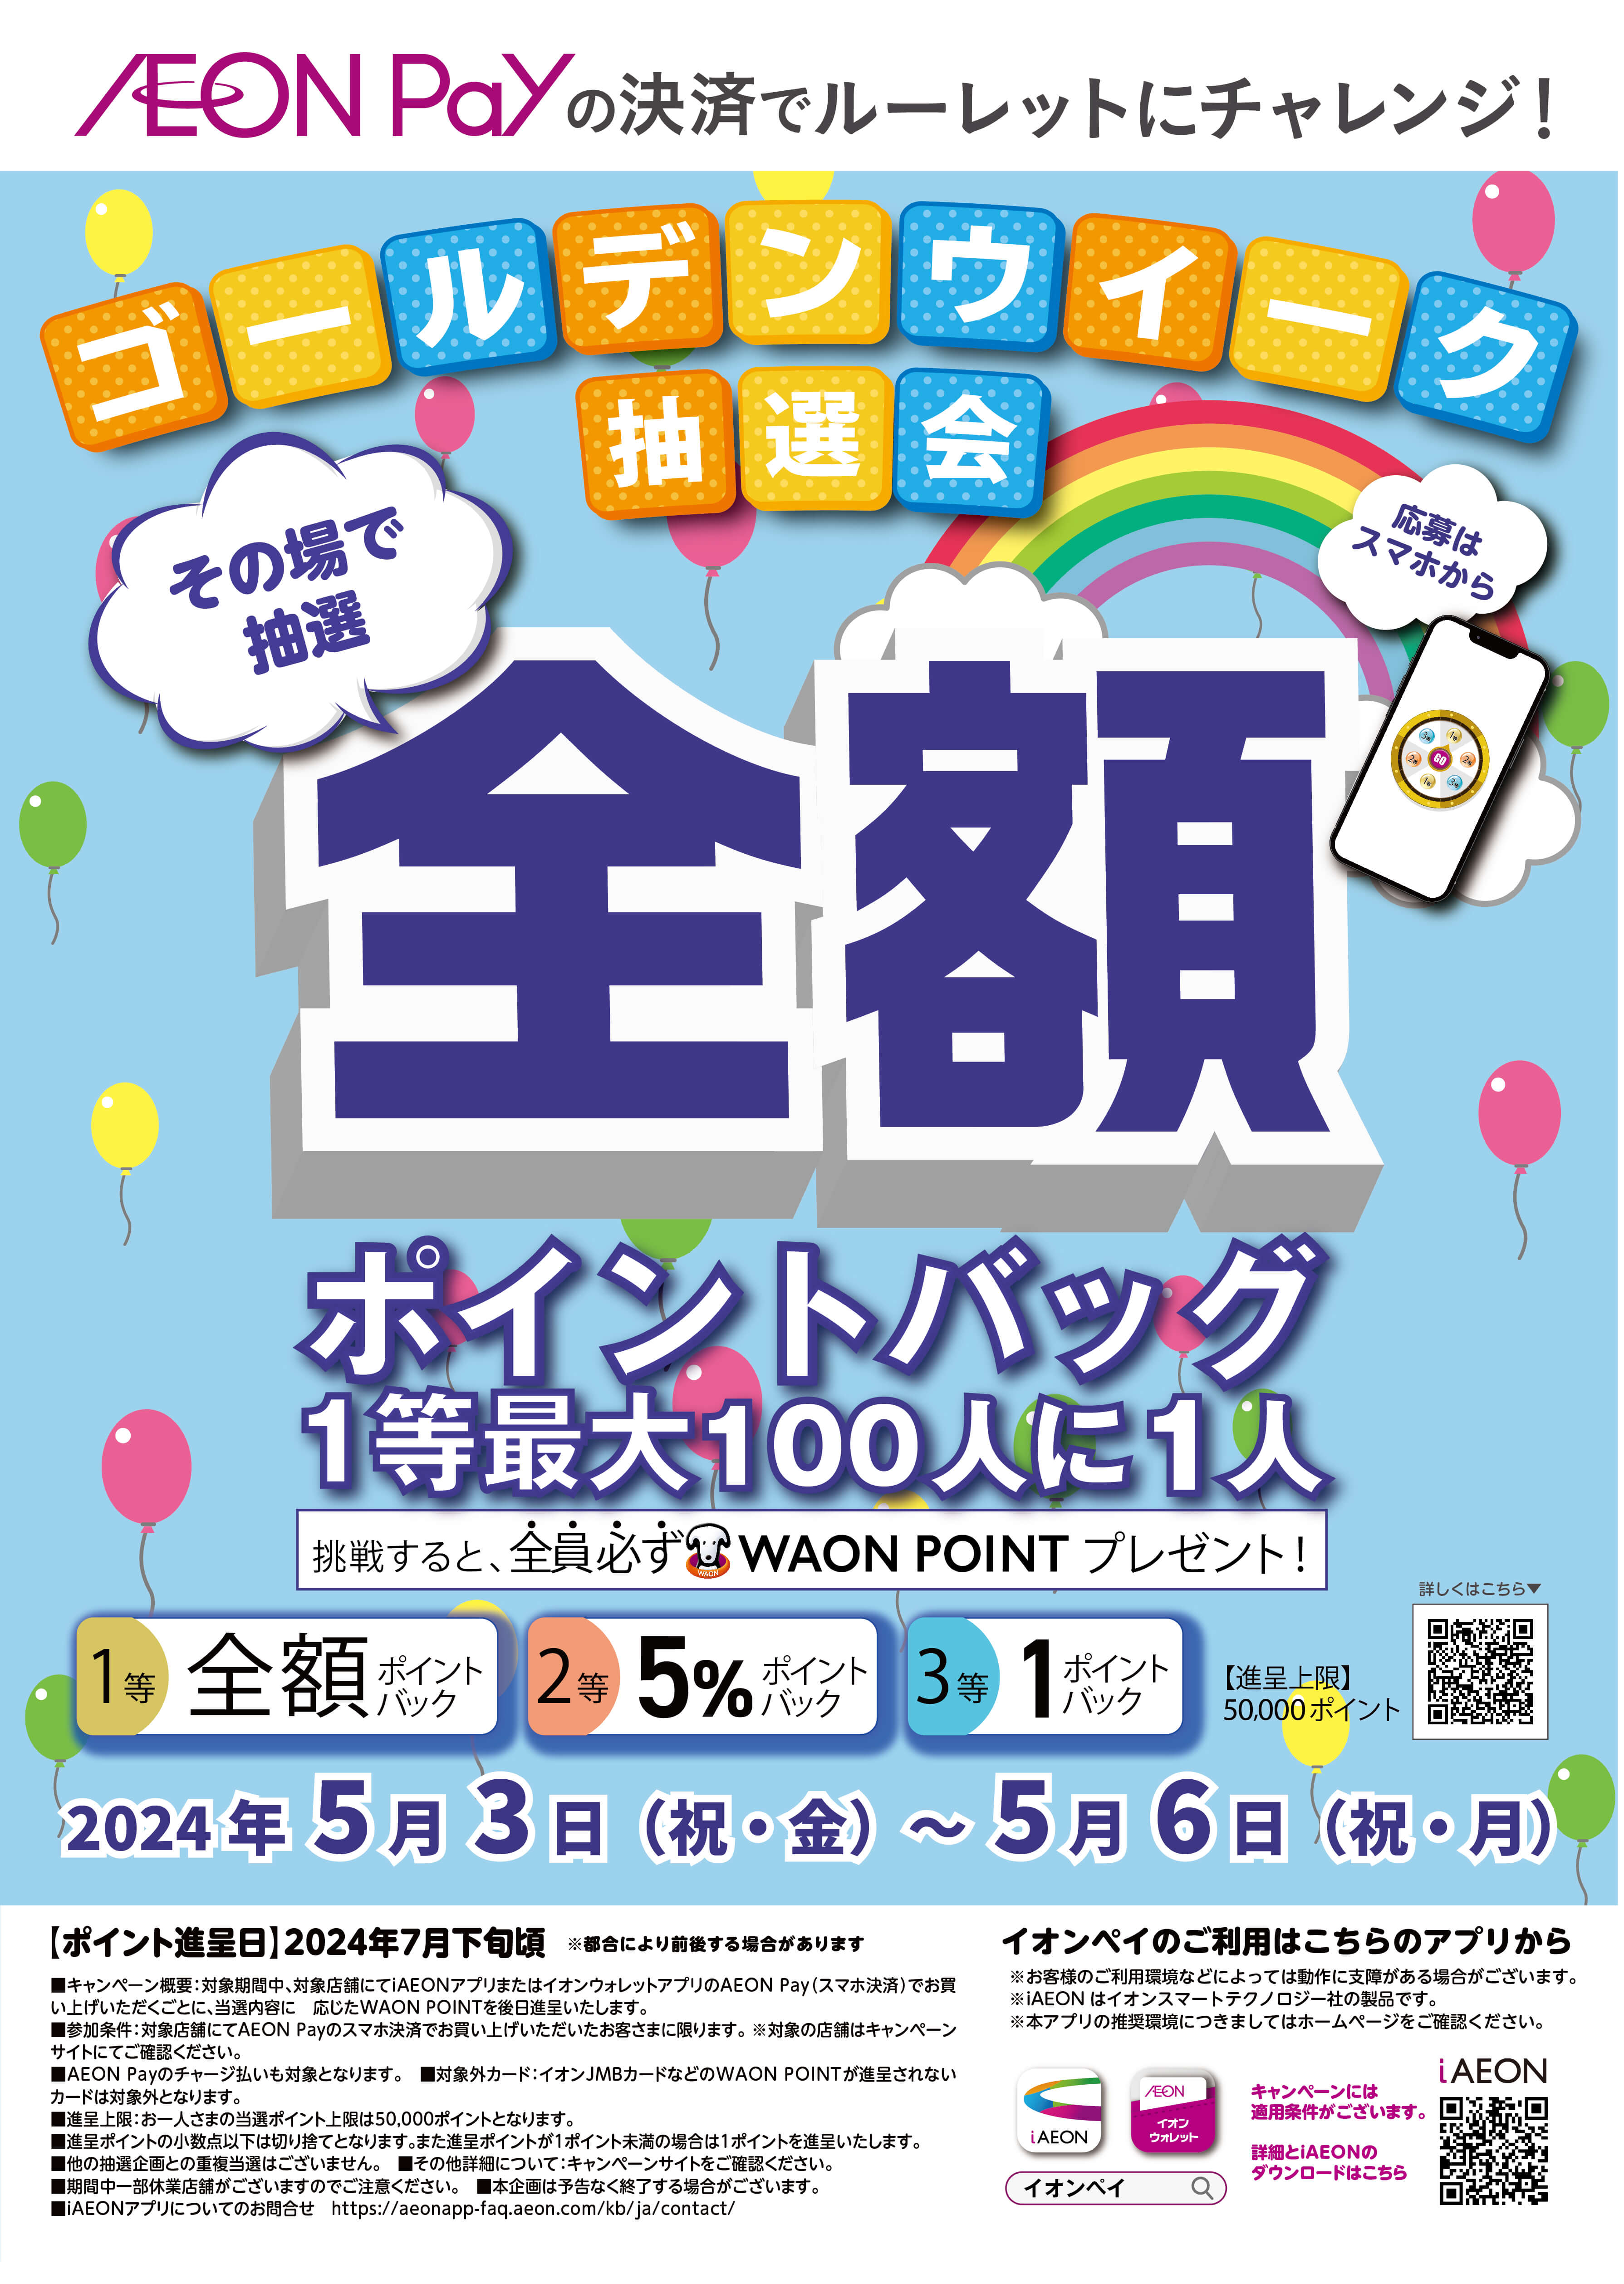 ÆON Payの決済でルーレットにチャレンジ！
ゴールデンウィーク
抽選会
その場で
抽選
応募は
スマホから
3等 1等
2等 GO 2等
1等 3等
全額
ポイントバッグ
1等最大100人に1人
挑戦すると、全員必ず WAON WAON POINT プレゼント！
詳しくはこちら▼
1等 全額 ポイント
バック
2等 5% ポイント
バック
3等 1 ポイント
バック
【進呈上限】
50,000ポイント
2024年5月3日（祝・金）～5月6日（祝・月）
【ポイント進呈日】2024年7月下旬頃 ※都合により前後する場合があります
■キャンペーン概要：対象期間中、対象店舗にてiAEONアプリまたはイオンウォレットアプリのAEON Pay（スマホ決済）でお買
い上げいただくごとに、当選内容に　応じたWAON POINTを後日進呈いたします。
■参加条件：対象店舗にてAEON Payのスマホ決済でお買い上げいただいたお客さまに限ります。※対象の店舗はキャンペーン
サイトにてご確認ください。
■AEON Payのチャージ払いも対象となります。　■対象外カード：イオンJMBカードなどのWAON POINTが進呈されない
カードは対象外となります。
■進呈上限：お一人さまの当選ポイント上限は50,000ポイントとなります。
■進呈ポイントの小数点以下は切り捨てとなります。また進呈ポイントが1ポイント未満の場合は1ポイントを進呈いたします。
■他の抽選企画との重複当選はございません。　■その他詳細について：キャンペーンサイトをご確認ください。
■期間中一部休業店舗がございますのでご注意ください。　■本企画は予告なく終了する場合がございます。
■iAEONアプリについてのお問合せ　https://aeonapp-faq.aeon.com/kb/ja/contact/
イオンペイのご利用はこちらのアプリから
※お客様のご利用環境などによっては動作に支障がある場合がございます。
※iAEON はイオンスマートテクノロジー社の製品です。
※本アプリの推奨環境につきましてはホームページをご確認ください。
iAEON
ÆON
イオン
ウォレット
イオンペイ
キャンペーンには
適用条件がございます。
詳細とiAEONの
ダウンロードはこちら
iAEON